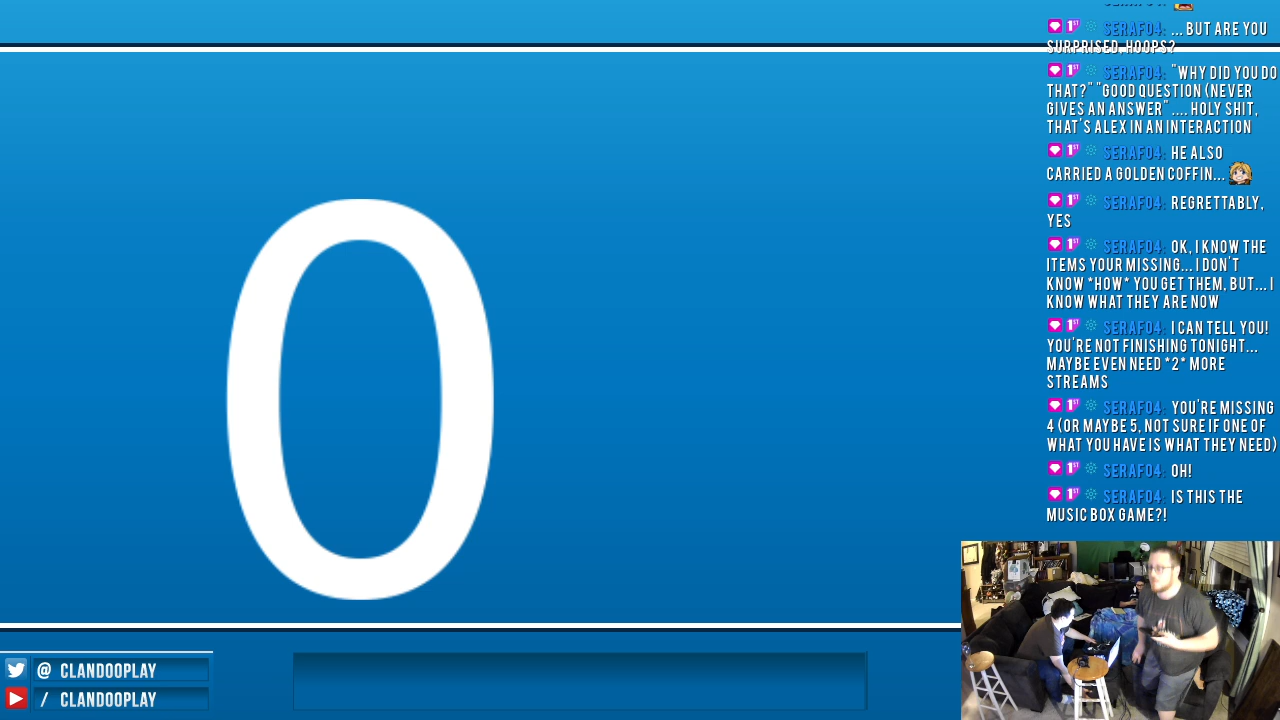 0
SERAF04: ... BUT ARE YOU
SURPRISED, HOOPS?
SERAF04: "WHY DID YOU DO
THAT?" "GOOD QUESTION (NEVER
GIVES AN ANSWER" .... HOLY SHIT,
THAT'S ALEX IN AN INTERACTION
SERAF04: HE ALSO
CARRIED A GOLDEN COFFIN...
SERAF04: REGRETTABLY,
YES
SERAF04: OK, I KNOW THE
ITEMS YOUR MISSING... I DON'T
KNOW *HOW* YOU GET THEM, BUT... I
KNOW WHAT THEY ARE NOW
SERAF04: I CAN TELL YOU!
YOU'RE NOT FINISHING TONIGHT...
MAYBE EVEN NEED *2* MORE
STREAMS
SERAF04: YOU'RE MISSING
4 (OR MAYBE 5, NOT SURE IF ONE OF
WHAT YOU HAVE IS WHAT THEY NEED)
SERAF04: OH!
SERAF04: IS THIS THE
MUSIC BOX GAME?!
@ CLANDOOPLAY
/ CLANDOOPLAY